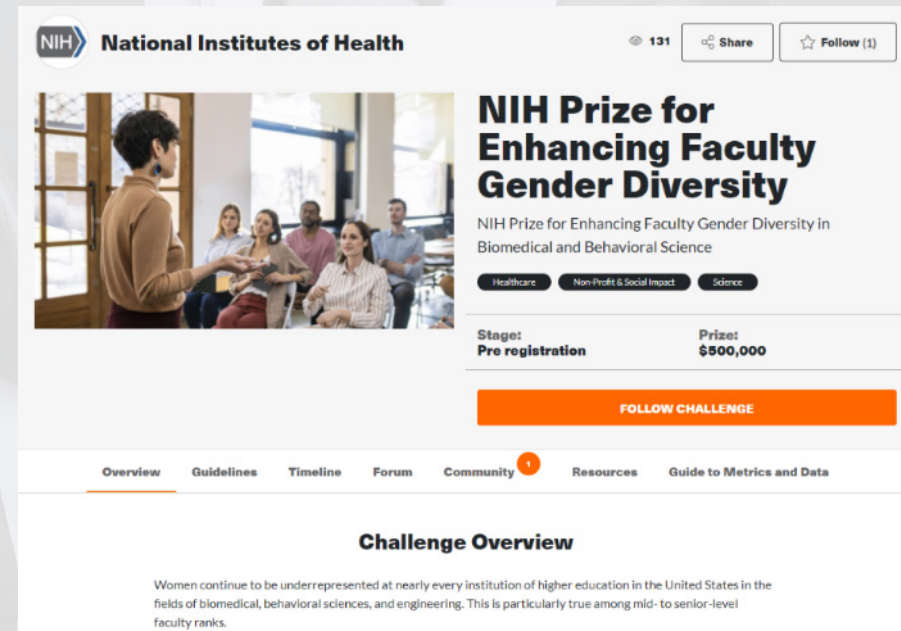 NIH
National Institutes of Health
131
Share
Follow (1)
NIH Prize for
Enhancing Faculty
Gender Diversity
NIH Prize for Enhancing Faculty Gender Diversity in
Biomedical and Behavioral Science
Healthcare
Non-Profit & Social Impact
Science
Stage:
Prize:
Pre registration
$500,000
FOLLOW CHALLENGE
Overview
Guidelines
Timeline
Forum
Community
1
Resources
Guide to Metrics and Data
Challenge Overview
Women continue to be underrepresented at nearly every institution of higher education in the United States in the
fields of biomedical, behavioral sciences, and engineering. This is particularly true among mid- to senior-level
faculty ranks.